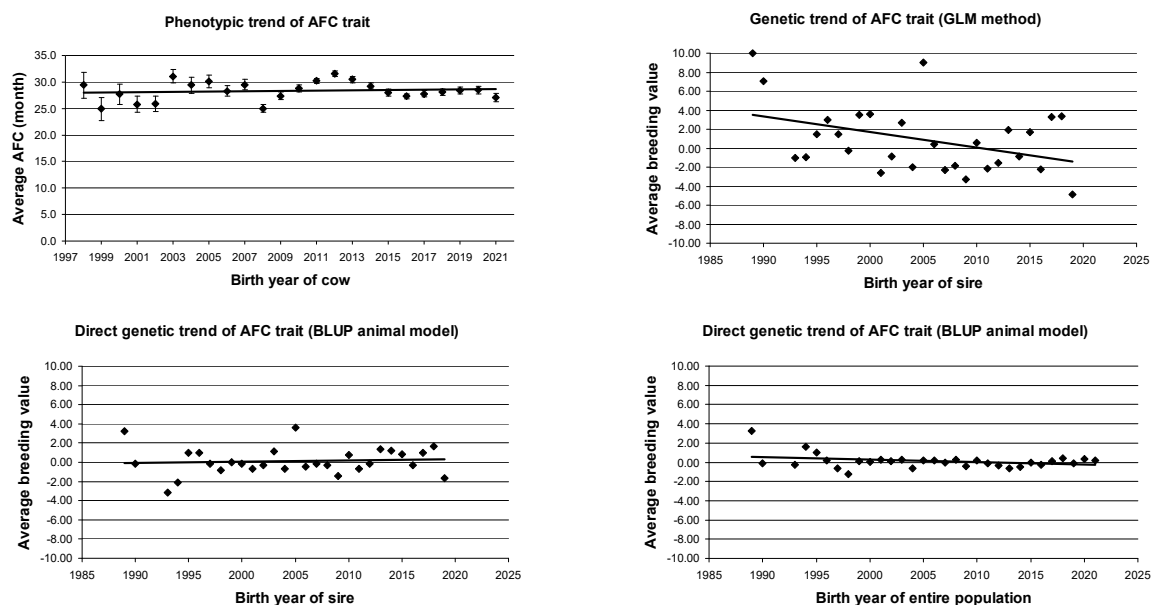 Phenotypic trend of AFC trait
Average AFC (month)
35.0
30.0
25.0
20.0
15.0
10.0
5.0
0.0
1997 1999 2001 2003 2005 2007 2009 2011 2013 2015 2017 2019 2021
Birth year of cow
Genetic trend of AFC trait (GLM method)
Average breeding value
10.00
8.00
6.00
4.00
2.00
0.00
-2.00
-4.00
-6.00
-8.00
-10.00
1985 1990 1995 2000 2005 2010 2015 2020 2025
Birth year of sire
Direct genetic trend of AFC trait (BLUP animal model)
Average breeding value
10.00
8.00
6.00
4.00
2.00
0.00
-2.00
-4.00
-6.00
-8.00
-10.00
1985 1990 1995 2000 2005 2010 2015 2020 2025
Birth year of sire
Direct genetic trend of AFC trait (BLUP animal model)
Average breeding value
10.00
8.00
6.00
4.00
2.00
0.00
-2.00
-4.00
-6.00
-8.00
-10.00
1985 1990 1995 2000 2005 2010 2015 2020 2025
Birth year of entire population